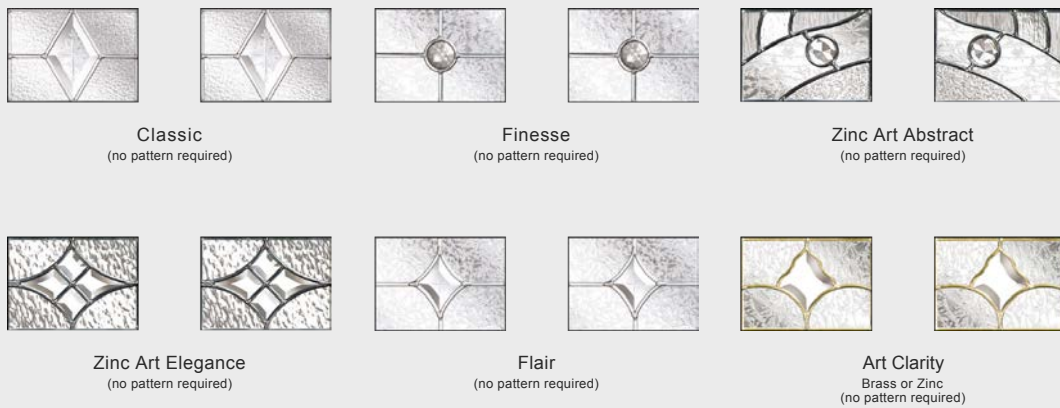 Classic
(no pattern required)
Finesse
(no pattern required)
Zinc Art Abstract
(no pattern required)
Zinc Art Elegance
(no pattern required)
Flair
(no pattern required)
Art Clarity
Brass or Zinc
(no pattern required)